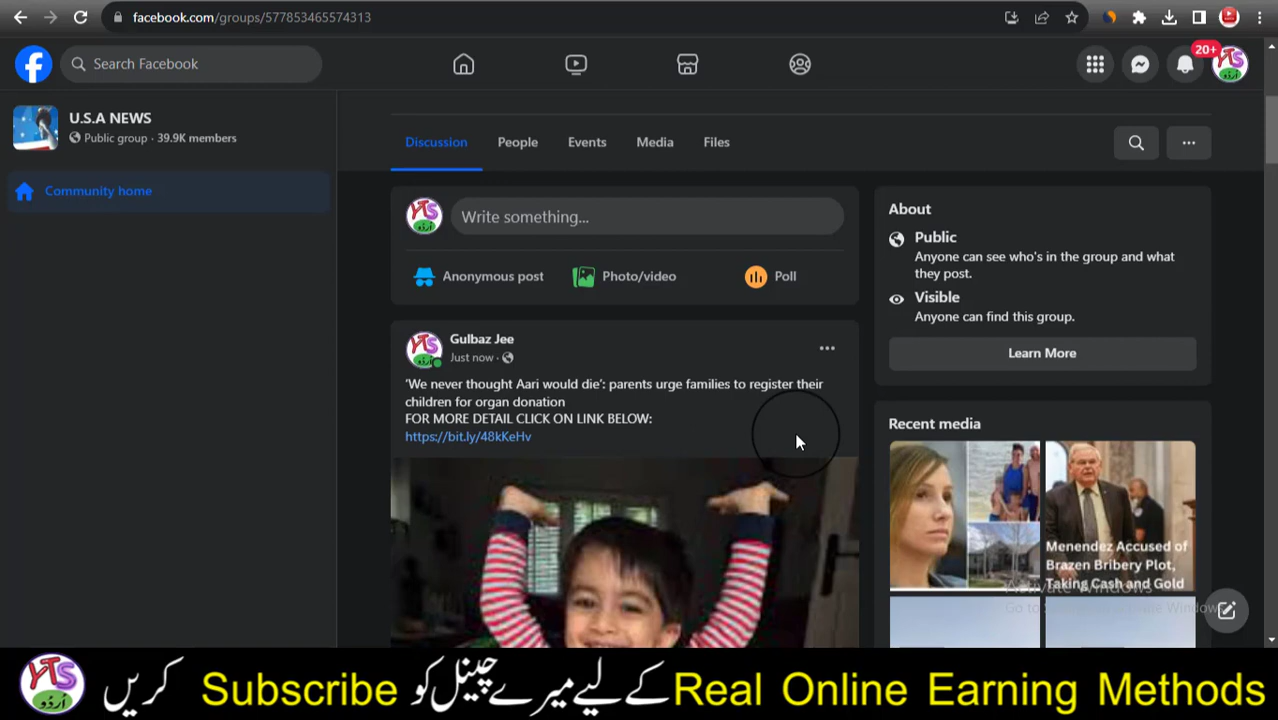 facebook.com/groups/577853465574313
Search Facebook
20+
U.S.A NEWS
Public group · 39.9K members
Community home
Discussion People Events Media Files
Write something...
Anonymous post Photo/video Poll
Gulbaz Jee
Just now ·
'We never thought Aari would die': parents urge families to register their
children for organ donation
FOR MORE DETAIL CLICK ON LINK BELOW:
https://bit.ly/48kKeHv
About
Public
Anyone can see who's in the group and what
they post.
Visible
Anyone can find this group.
Learn More
Recent media
Menendez Accused of
Brazen Bribery Plot,
Taking Cash and Gold
Activate Windows
YTS
اردو
Real Online Earning Methods کے لیے میرے چینل کو Subscribe کریں